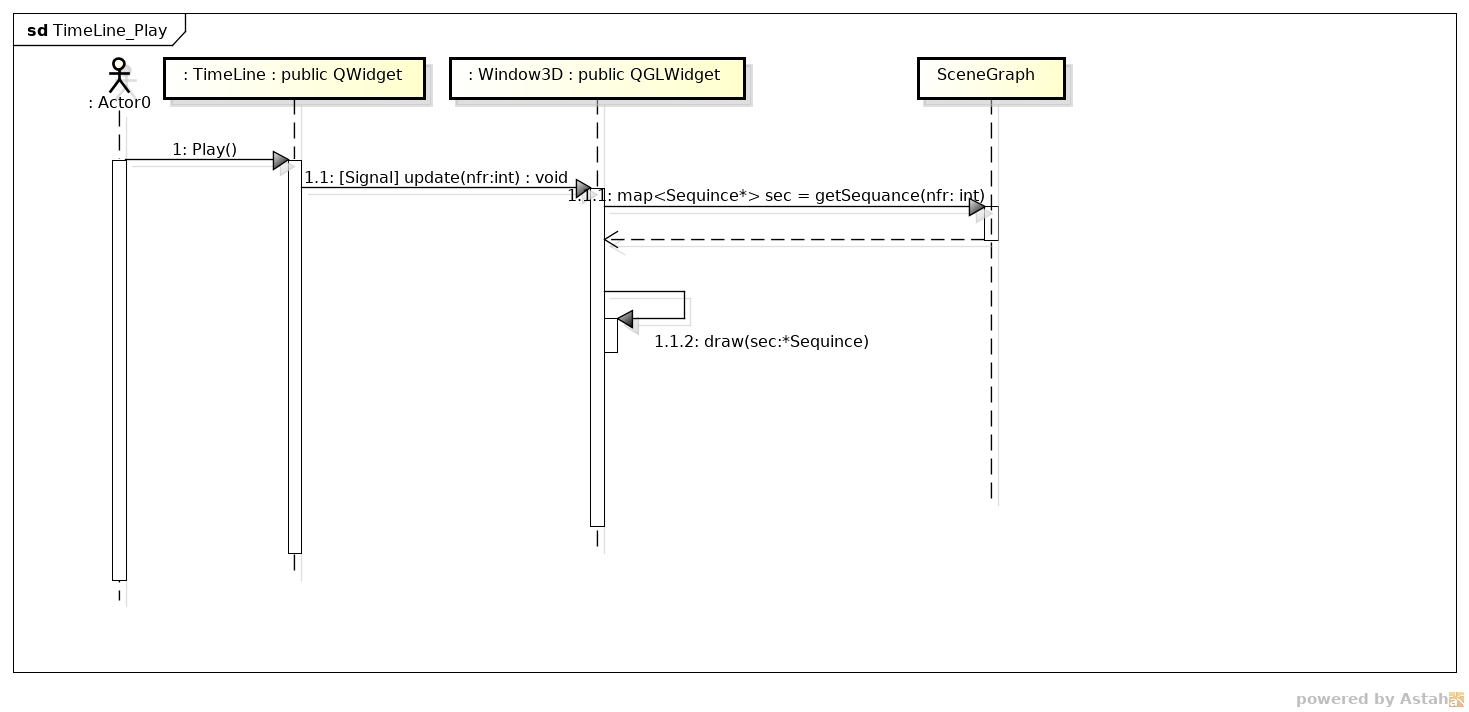 sd TimeLine_Play
: Actor0
: TimeLine : public QWidget
: Window3D : public QGLWidget
SceneGraph
1: Play()
1.1: [Signal] update(nfr:int) : void
1.1.1: map<Sequince*> sec = getSequance(nfr: int)
1.1.2: draw(sec:*Sequince)
powered by Astah